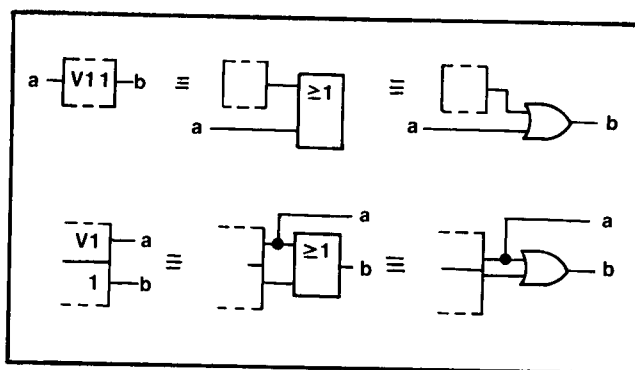 a V1 1 b ≡ ≥1 a ≡ a b
V1 a 1 b ≡ a ≥1 b ≡ a b